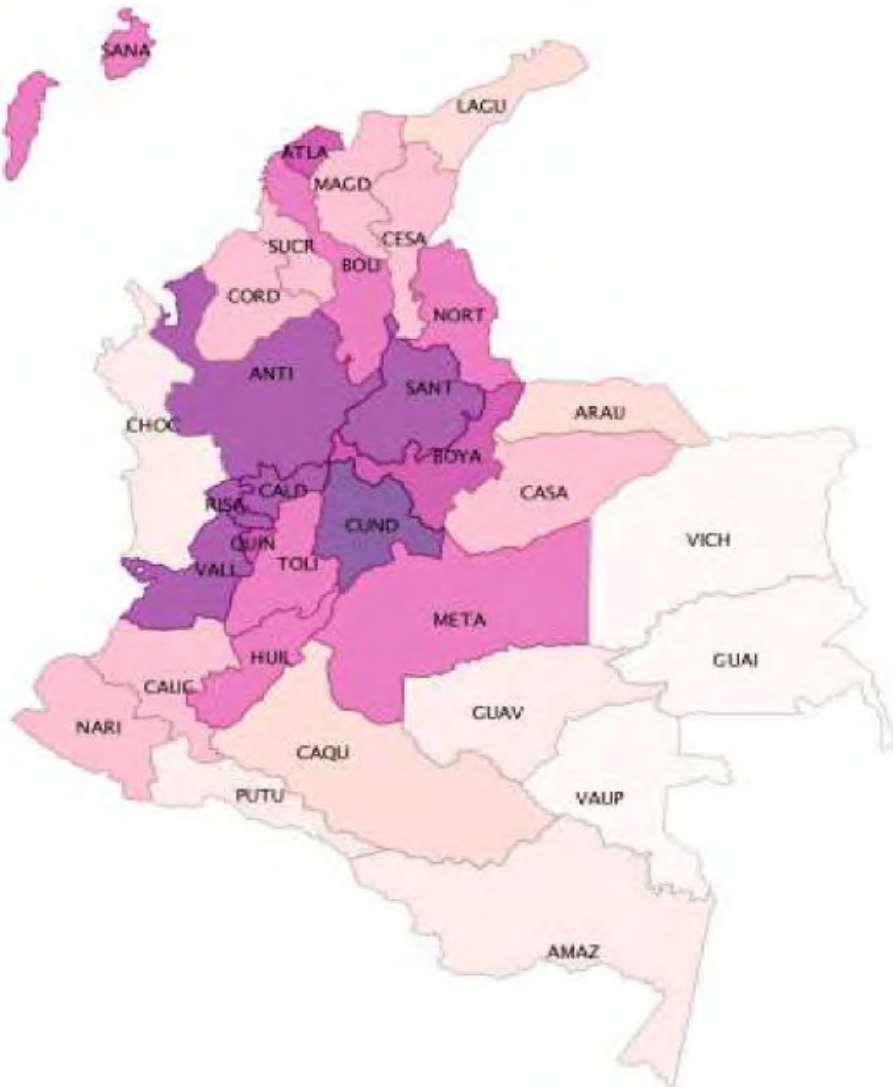 SANA
LAGU
ATLA
MAGD
SUCR
CESA
BOLI
CORD
NORT
ANTI
SANT
ARAU
CHOC
BOYA
CALD
CASA
RISA
CUND
QUIN
VICH
TOLI
VALL
META
HUIL
GUAI
CAUC
GUAV
NARI
CAQU
PUTU
VAUP
AMAZ